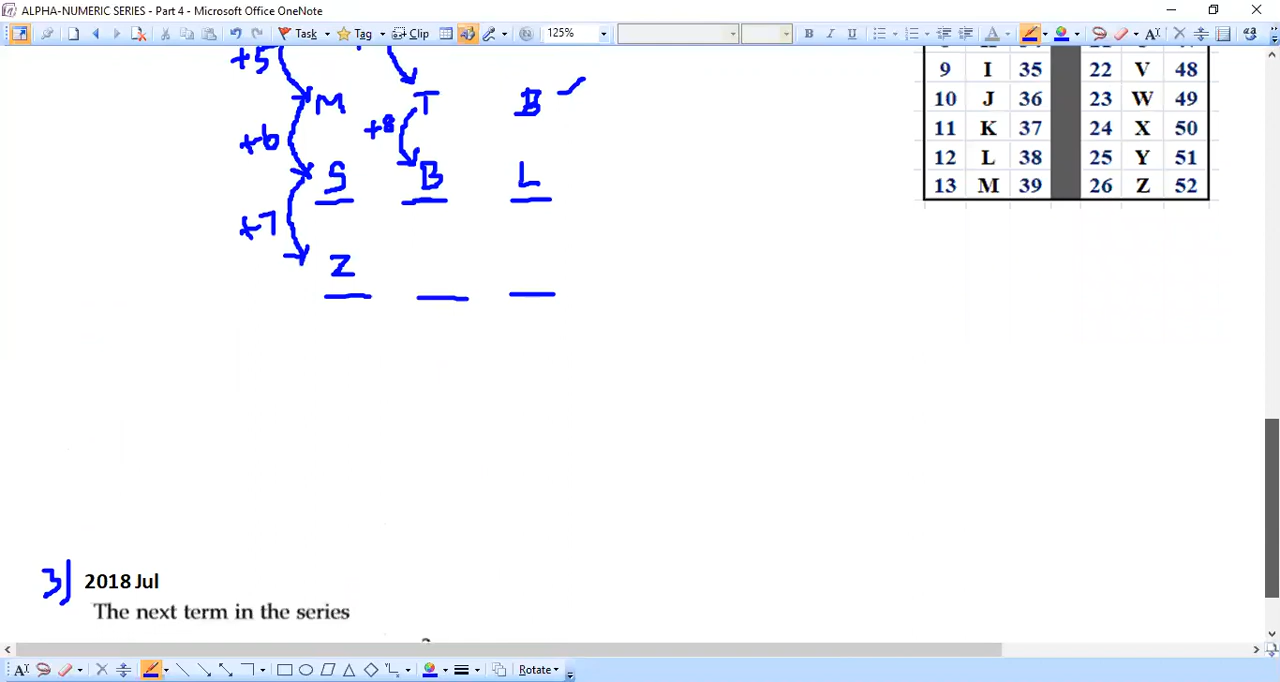 ALPHA-NUMERIC SERIES - Part 4 - Microsoft Office OneNote
Task Tag Clip 125% B I U
+5
M T B
9 I 35 22 V 48
10 J 36 23 W 49
+6 +8
11 K 37 24 X 50
12 L 38 25 Y 51
S B L
13 M 39 26 Z 52
+7
Z
3) 2018 Jul
The next term in the series
Rotate